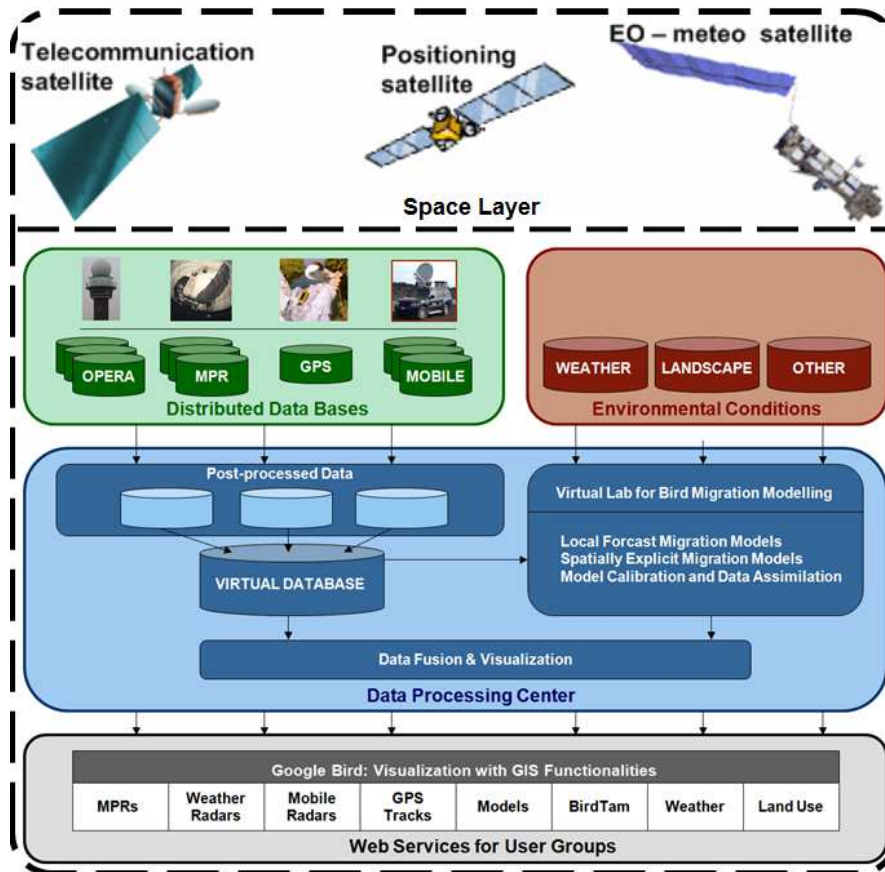 Telecommunication
satellite
Positioning
satellite
EO – meteo satellite
Space Layer
OPERA
MPR
GPS
MOBILE
Distributed Data Bases
WEATHER
LANDSCAPE
OTHER
Environmental Conditions
Post-processed Data
VIRTUAL DATABASE
Virtual Lab for Bird Migration Modelling
Local Forcast Migration Models
Spatially Explicit Migration Models
Model Calibration and Data Assimilation
Data Fusion & Visualization
Data Processing Center
Google Bird: Visualization with GIS Functionalities
MPRs
Weather
Radars
Mobile
Radars
GPS
Tracks
Models
BirdTam
Weather
Land Use
Web Services for User Groups